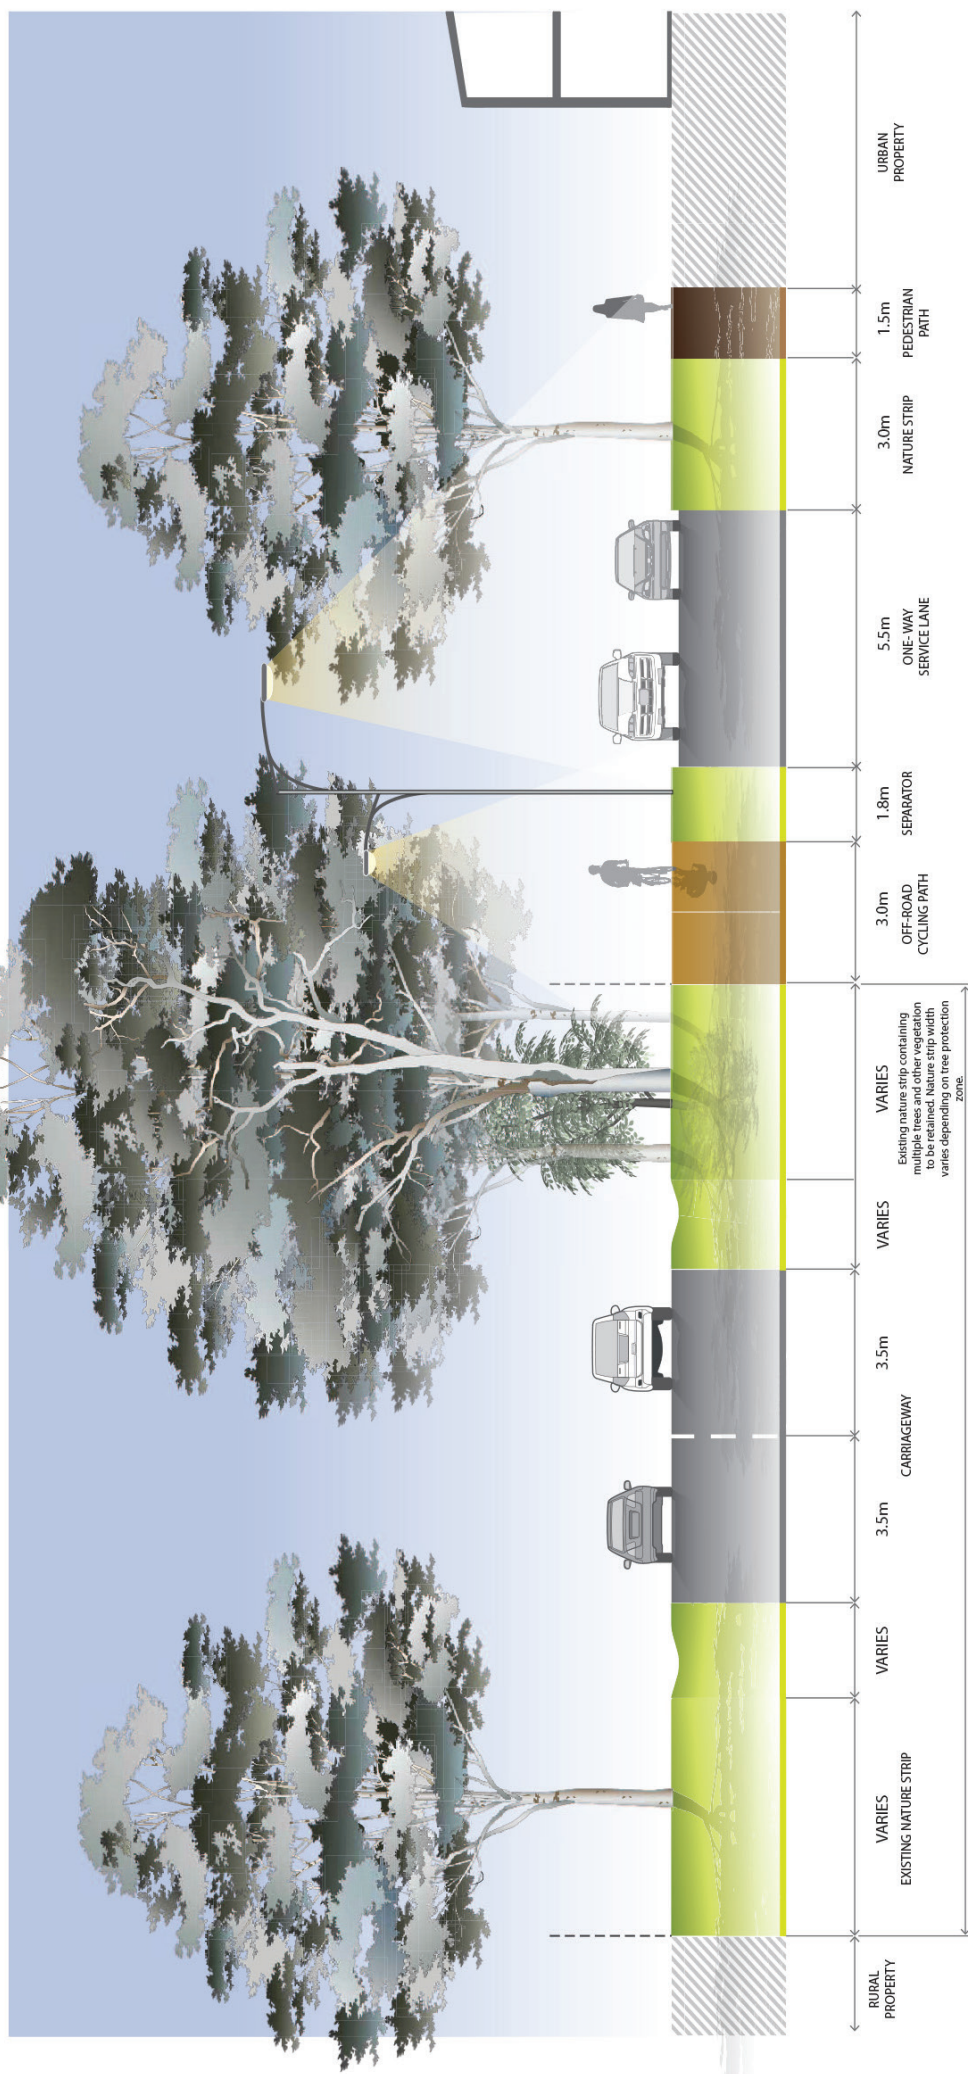 RURAL
PROPERTY
VARIES
EXISTING NATURE STRIP
VARIES
3.5m
CARRIAGEWAY
3.5m
VARIES
VARIES
Existing nature strip containing
multiple trees and other vegetation
to be retained. Nature strip width
varies depending on tree protection
zone.
3.0m
OFF-ROAD
CYCLING PATH
1.8m
SEPARATOR
5.5m
ONE- WAY
SERVICE LANE
3.0m
NATURE STRIP
1.5m
PEDESTRIAN
PATH
URBAN
PROPERTY